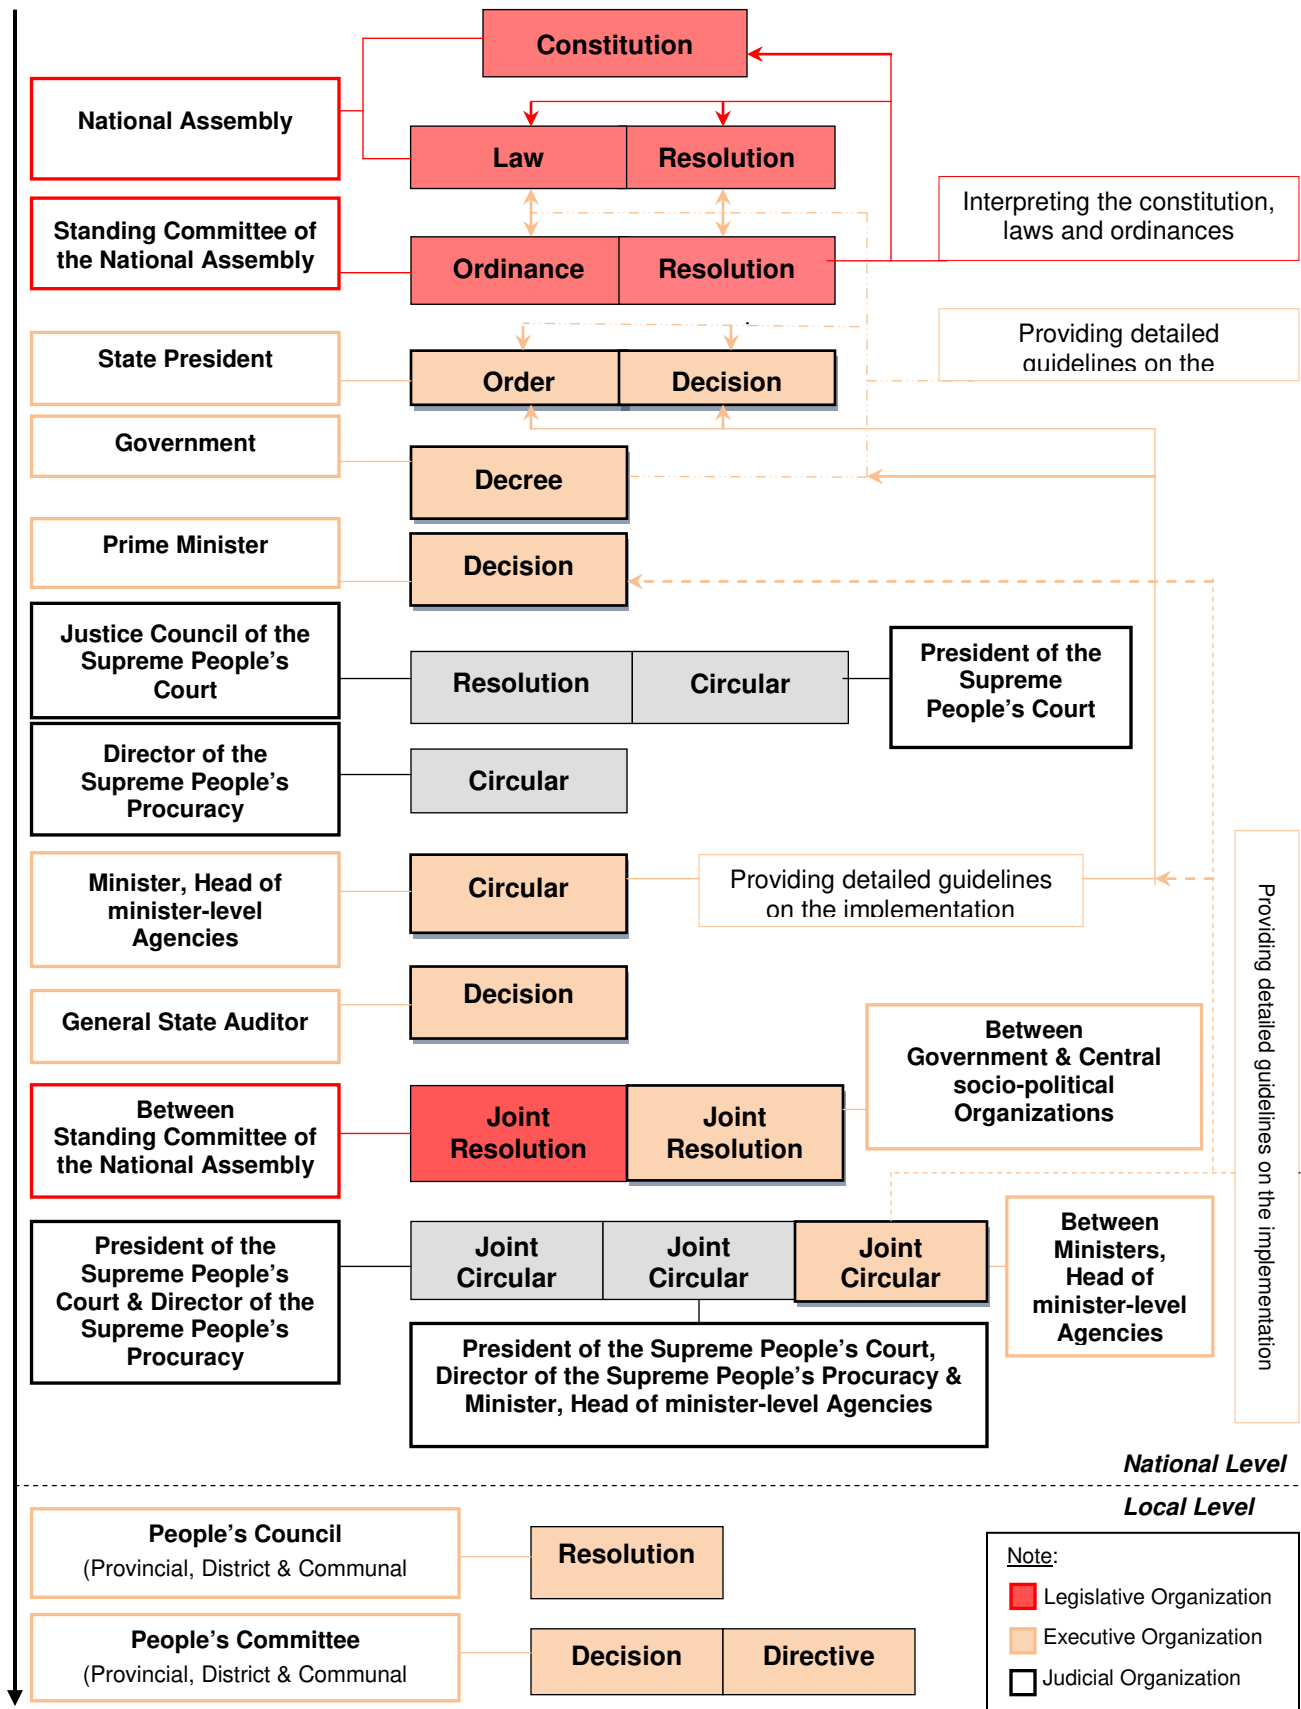 Constitution
National Assembly
Law
Resolution
Interpreting the constitution,
laws and ordinances
Standing Committee of
the National Assembly
Ordinance
Resolution
Providing detailed
guidelines on the
State President
Order
Decision
Government
Decree
Prime Minister
Decision
Justice Council of the
Supreme People’s
Court
Resolution
Circular
President of the
Supreme
People’s Court
Director of the
Supreme People’s
Procuracy
Circular
Minister, Head of
minister-level
Agencies
Circular
Providing detailed guidelines
on the implementation
Providing detailed guidelines on the implementation
General State Auditor
Decision
Between
Government & Central
socio-political
Organizations
Between
Standing Committee of
the National Assembly
Joint
Resolution
Joint
Resolution
President of the
Supreme People’s
Court & Director of the
Supreme People’s
Procuracy
Joint
Circular
Joint
Circular
Joint
Circular
Between
Ministers,
Head of
minister-level
Agencies
President of the Supreme People’s Court,
Director of the Supreme People’s Procuracy &
Minister, Head of minister-level Agencies
National Level
Local Level
People’s Council
(Provincial, District & Communal
Resolution
People’s Committee
(Provincial, District & Communal
Decision
Directive
Note:
Legislative Organization
Executive Organization
Judicial Organization